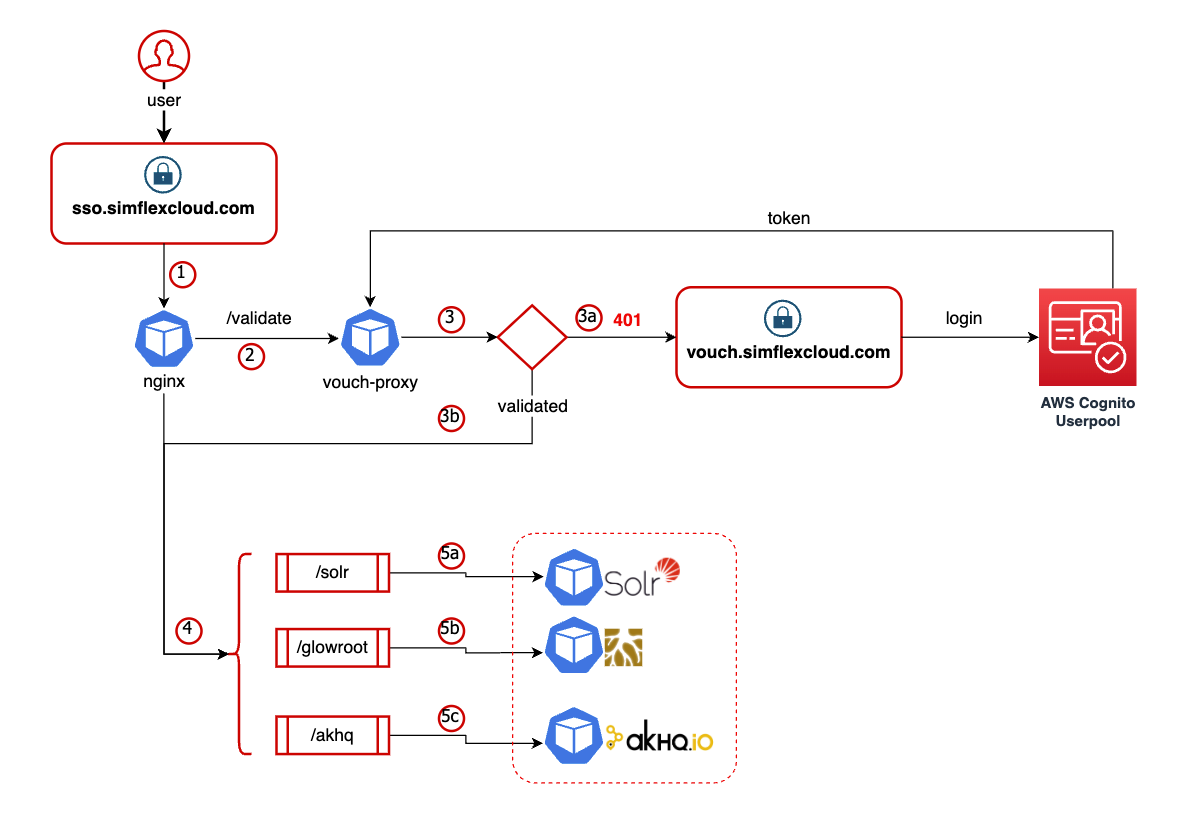 user
sso.simflexcloud.com
1
token
/validate
2
3
3a
401
login
vouch.simflexcloud.com
nginx
vouch-proxy
validated
3b
AWS Cognito
Userpool
4
/solr
5a
Solr
/glowroot
5b
/akhq
5c
akHQ.io